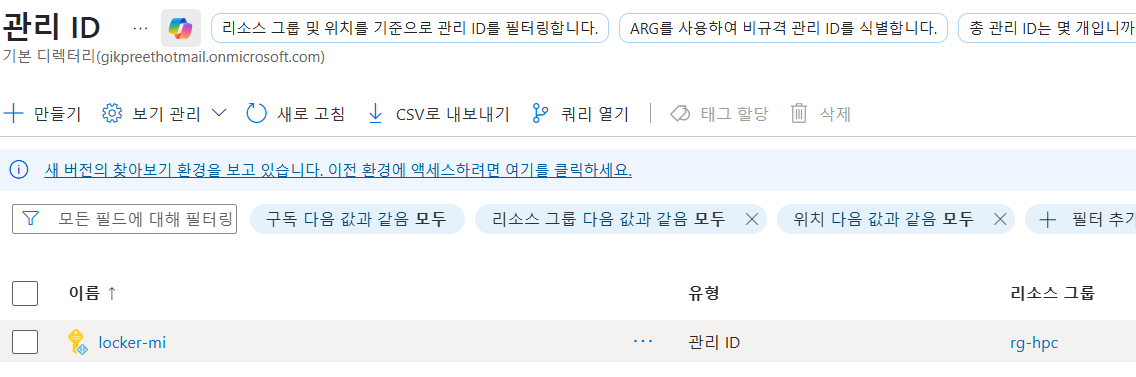 관리 ID ... 리소스 그룹 및 위치를 기준으로 관리 ID를 필터링합니다. ARG를 사용하여 비규격 관리 ID를 식별합니다. 총 관리 ID는 몇 개입니까
기본 디렉터리(gikpreethotmail.onmicrosoft.com)
만들기 보기 관리 새로 고침 CSV로 내보내기 쿼리 열기 태그 할당 삭제
새 버전의 찾아보기 환경을 보고 있습니다. 이전 환경에 액세스하려면 여기를 클릭하세요.
모든 필드에 대해 필터링 구독 다음 값과 같음 모두 리소스 그룹 다음 값과 같음 모두 위치 다음 값과 같음 모두 필터 추가
이름 ↑ 유형 리소스 그룹
locker-mi ... 관리 ID rg-hpc